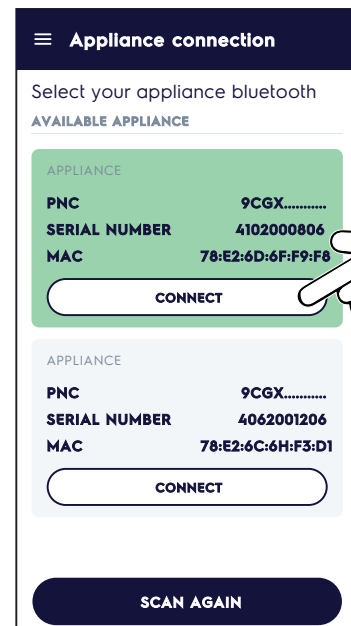 Appliance connection
Select your appliance bluetooth
AVAILABLE APPLIANCE
APPLIANCE
PNC 9CGX...........
SERIAL NUMBER 4102000806
MAC 78:E2:6D:6F:F9:F8
CONNECT
APPLIANCE
PNC 9CGX...........
SERIAL NUMBER 4062001206
MAC 78:E2:6C:6H:F3:D1
CONNECT
SCAN AGAIN